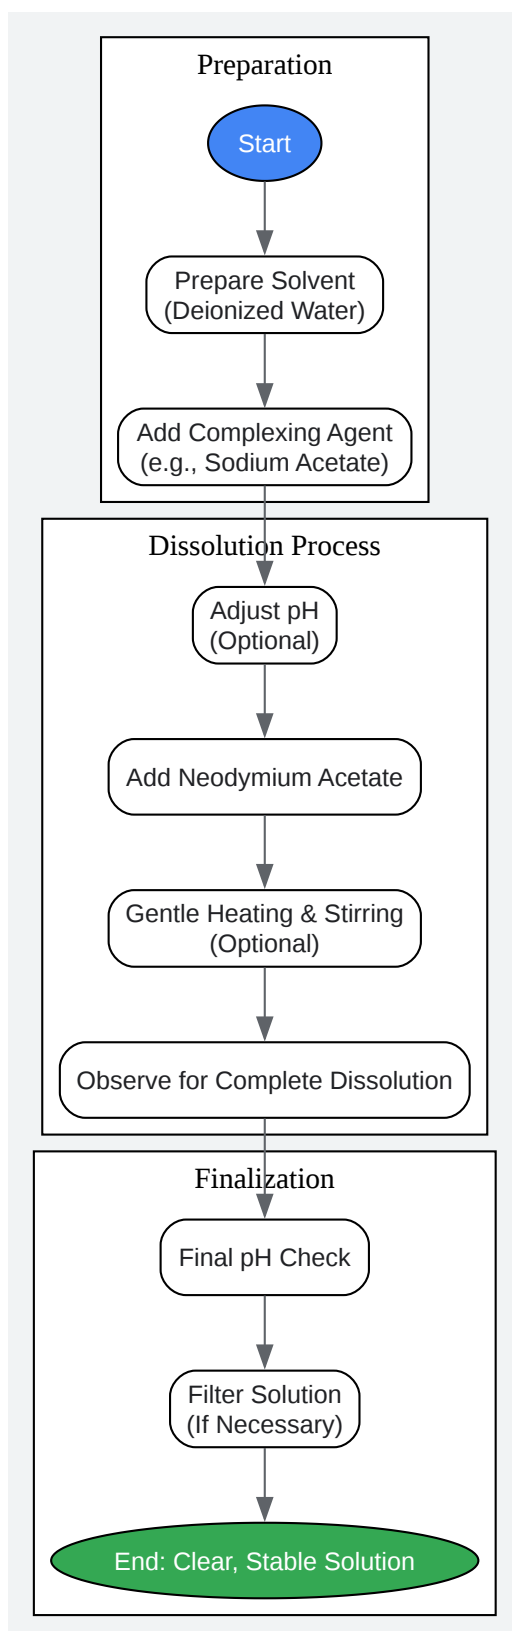 Preparation
Start
Prepare Solvent
(Deionized Water)
Add Complexing Agent
(e.g., Sodium Acetate)
Dissolution Process
Adjust pH
(Optional)
Add Neodymium Acetate
Gentle Heating & Stirring
(Optional)
Observe for Complete Dissolution
Finalization
Final pH Check
Filter Solution
(If Necessary)
End: Clear, Stable Solution